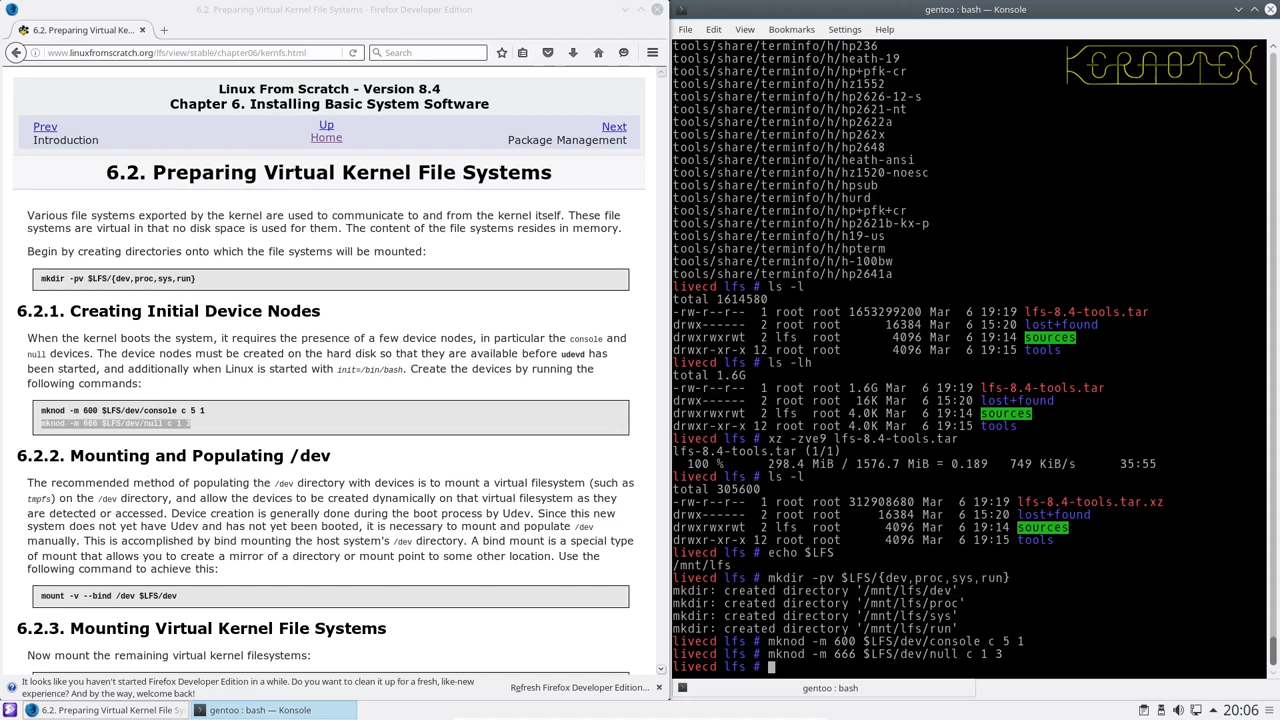 6.2. Preparing Virtual Kernel File Systems - Firefox Developer Edition
6.2. Preparing Virtual Ke...
www.linuxfromscratch.org/lfs/view/stable/chapter06/kernfs.html
Search
Linux From Scratch - Version 8.4
Chapter 6. Installing Basic System Software
Prev
Up
Next
Introduction
Home
Package Management
6.2. Preparing Virtual Kernel File Systems
Various file systems exported by the kernel are used to communicate to and from the kernel itself. These file
systems are virtual in that no disk space is used for them. The content of the file systems resides in memory.
Begin by creating directories onto which the file systems will be mounted:
mkdir -pv $LFS/{dev,proc,sys,run}
6.2.1. Creating Initial Device Nodes
When the kernel boots the system, it requires the presence of a few device nodes, in particular the console and
null devices. The device nodes must be created on the hard disk so that they are available before udevd has
been started, and additionally when Linux is started with init=/bin/bash. Create the devices by running the
following commands:
mknod -m 600 $LFS/dev/console c 5 1
mknod -m 666 $LFS/dev/null c 1 3
6.2.2. Mounting and Populating /dev
The recommended method of populating the /dev directory with devices is to mount a virtual filesystem (such as
tmpfs) on the /dev directory, and allow the devices to be created dynamically on that virtual filesystem as they
are detected or accessed. Device creation is generally done during the boot process by Udev. Since this new
system does not yet have Udev and has not yet been booted, it is necessary to mount and populate /dev
manually. This is accomplished by bind mounting the host system's /dev directory. A bind mount is a special type
of mount that allows you to create a mirror of a directory or mount point to some other location. Use the
following command to achieve this:
mount -v --bind /dev $LFS/dev
6.2.3. Mounting Virtual Kernel File Systems
Now mount the remaining virtual kernel filesystems:
It looks like you haven't started Firefox Developer Edition in a while. Do you want to clean it up for a fresh, like-new
experience? And by the way, welcome back!
Refresh Firefox Developer Edition...
gentoo : bash — Konsole
File Edit View Bookmarks Settings Help
KERNOTEX
tools/share/terminfo/h/hp236
tools/share/terminfo/h/heath-19
tools/share/terminfo/h/hp+pfk-cr
tools/share/terminfo/h/hz1552
tools/share/terminfo/h/hp2626-12-s
tools/share/terminfo/h/hp2621-nt
tools/share/terminfo/h/hp2622a
tools/share/terminfo/h/hp262x
tools/share/terminfo/h/hp2648
tools/share/terminfo/h/heath-ansi
tools/share/terminfo/h/hz1520-noesc
tools/share/terminfo/h/hpsub
tools/share/terminfo/h/hurd
tools/share/terminfo/h/hp+pfk+cr
tools/share/terminfo/h/hp2621b-kx-p
tools/share/terminfo/h/h19-us
tools/share/terminfo/h/hpterm
tools/share/terminfo/h/h-100bw
tools/share/terminfo/h/hp2641a
livecd lfs # ls -l
total 1614580
-rw-r--r-- 1 root root 1653299200 Mar 6 19:19 lfs-8.4-tools.tar
drwx------ 2 root root 16384 Mar 6 15:20 lost+found
drwxrwxrwt 2 lfs root 4096 Mar 6 19:14 sources
drwxr-xr-x 12 root root 4096 Mar 6 19:15 tools
livecd lfs # ls -lh
total 1.6G
-rw-r--r-- 1 root root 1.6G Mar 6 19:19 lfs-8.4-tools.tar
drwx------ 2 root root 16K Mar 6 15:20 lost+found
drwxrwxrwt 2 lfs root 4.0K Mar 6 19:14 sources
drwxr-xr-x 12 root root 4.0K Mar 6 19:15 tools
livecd lfs # xz -zve9 lfs-8.4-tools.tar
lfs-8.4-tools.tar (1/1)
100 % 298.4 MiB / 1576.7 MiB = 0.189 749 KiB/s 35:55
livecd lfs # ls -l
total 305600
-rw-r--r-- 1 root root 312908680 Mar 6 19:19 lfs-8.4-tools.tar.xz
drwx------ 2 root root 16384 Mar 6 15:20 lost+found
drwxrwxrwt 2 lfs root 4096 Mar 6 19:14 sources
drwxr-xr-x 12 root root 4096 Mar 6 19:15 tools
livecd lfs # echo $LFS
/mnt/lfs
livecd lfs # mkdir -pv $LFS/{dev,proc,sys,run}
mkdir: created directory '/mnt/lfs/dev'
mkdir: created directory '/mnt/lfs/proc'
mkdir: created directory '/mnt/lfs/sys'
mkdir: created directory '/mnt/lfs/run'
livecd lfs # mknod -m 600 $LFS/dev/console c 5 1
livecd lfs # mknod -m 666 $LFS/dev/null c 1 3
livecd lfs #
gentoo : bash
6.2. Preparing Virtual Kernel File Sy
gentoo : bash — Konsole
20:06